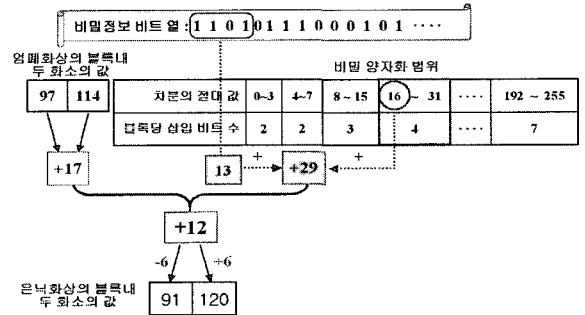 비밀정보 비트 열 : 1 1 0 1 0 1 1 1 0 0 0 1 0 1 ····
엄폐화상의 블록내
두 화소의 값
97 114
비밀 양자화 범위
차분의 절대 값 0~3 4~7 8 ~ 15 16 ~ 31 ···· 192 ~ 255
블록당 삽입 비트 수 2 2 3 4 ···· 7
+17
13
+
+29
+
+12
-6 +6
은닉화상의 블록내
두 화소의 값
91 120